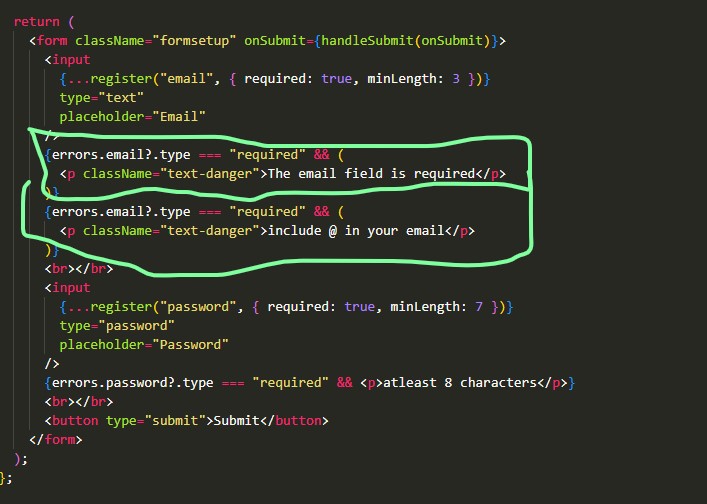 return (
<form className="formsetup" onSubmit={handleSubmit(onSubmit)}>
<input
{...register("email", { required: true, minLength: 3 })}
type="text"
placeholder="Email"
/>
{errors.email?.type === "required" && (
<p className="text-danger">The email field is required</p>
)}
{errors.email?.type === "required" && (
<p className="text-danger">include @ in your email</p>
)}
<br></br>
<input
{...register("password", { required: true, minLength: 7 })}
type="password"
placeholder="Password"
/>
{errors.password?.type === "required" && <p>atleast 8 characters</p>}
<br></br>
<button type="submit">Submit</button>
</form>
);
};